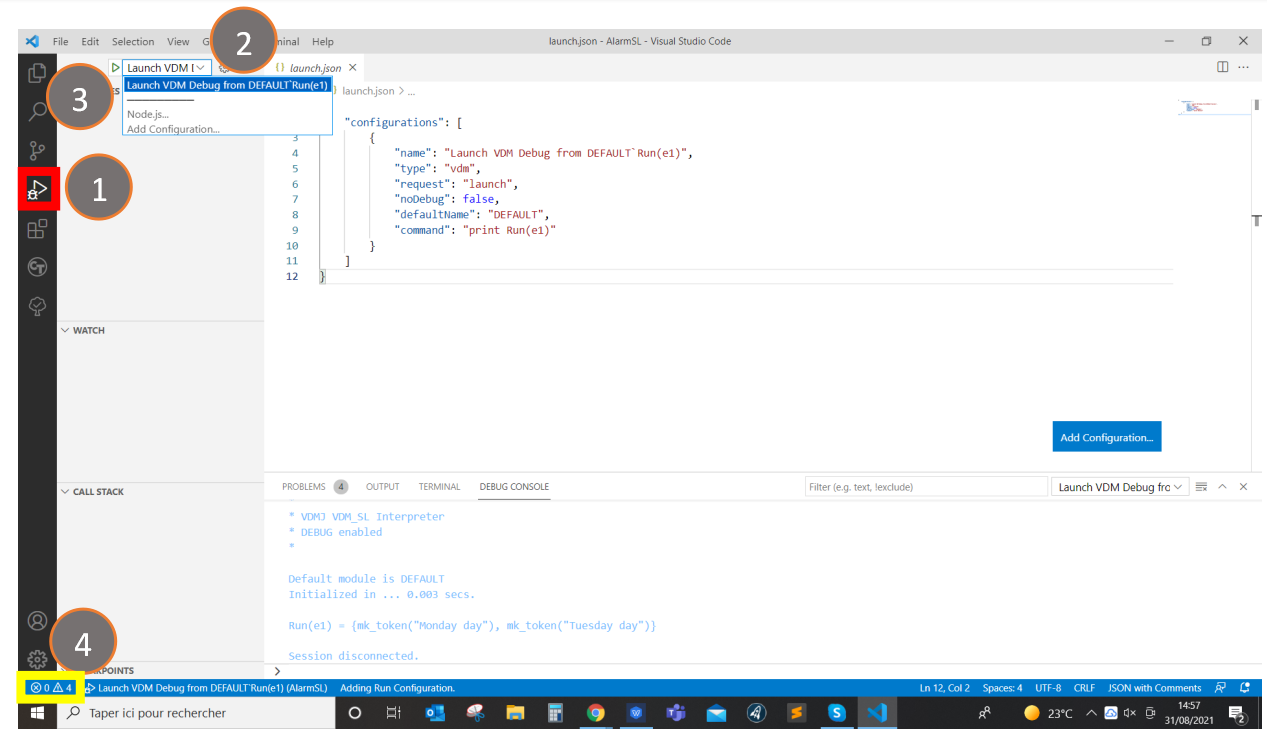 2
File Edit Selection View G minal Help
launch.json - AlarmSL - Visual Studio Code
Launch VDM [
launch.json
Launch VDM Debug from DEFAULT`Run(e1)
3
ES
launch.json > ...
Node.js...
Add Configuration...
"configurations": [
3 {
4 "name": "Launch VDM Debug from DEFAULT`Run(e1)",
5 "type": "vdm",
6 "request": "launch",
7 "noDebug": false,
8 "defaultName": "DEFAULT",
9 "command": "print Run(e1)"
10 }
11 ]
12 }
1
WATCH
Add Configuration...
CALL STACK
PROBLEMS 4 OUTPUT TERMINAL DEBUG CONSOLE
Filter (e.g. text, !exclude)
Launch VDM Debug frc
* VDMJ VDM_SL Interpreter
* DEBUG enabled
*
Default module is DEFAULT
Initialized in ... 0.003 secs.
Run(e1) = {mk_token("Monday day"), mk_token("Tuesday day")}
Session disconnected.
4
KPOINTS
>
0 4 Launch VDM Debug from DEFAULT`Run(e1) (AlarmSL) Adding Run Configuration.
Ln 12, Col 2 Spaces: 4 UTF-8 CRLF JSON with Comments
Taper ici pour rechercher
23°C
14:57
31/08/2021
2